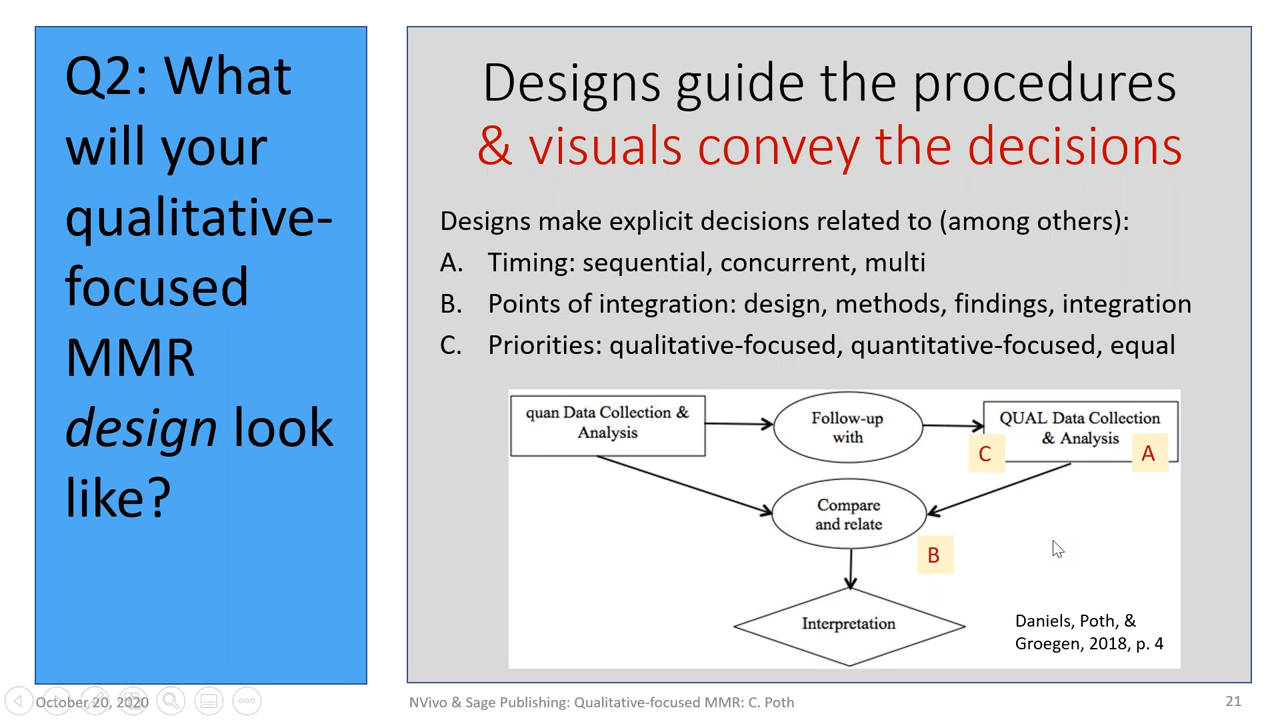 Q2: What
will your
qualitative-
focused
MMR
design look
like?
Designs guide the procedures
& visuals convey the decisions
Designs make explicit decisions related to (among others):
A. Timing: sequential, concurrent, multi
B. Points of integration: design, methods, findings, integration
C. Priorities: qualitative-focused, quantitative-focused, equal
quan Data Collection &
Analysis
Follow-up
with
QUAL Data Collection
& Analysis
C
A
Compare
and relate
B
Interpretation
Daniels, Poth, &
Groegen, 2018, p. 4
October 20, 2020
NVivo & Sage Publishing: Qualitative-focused MMR: C. Poth
21